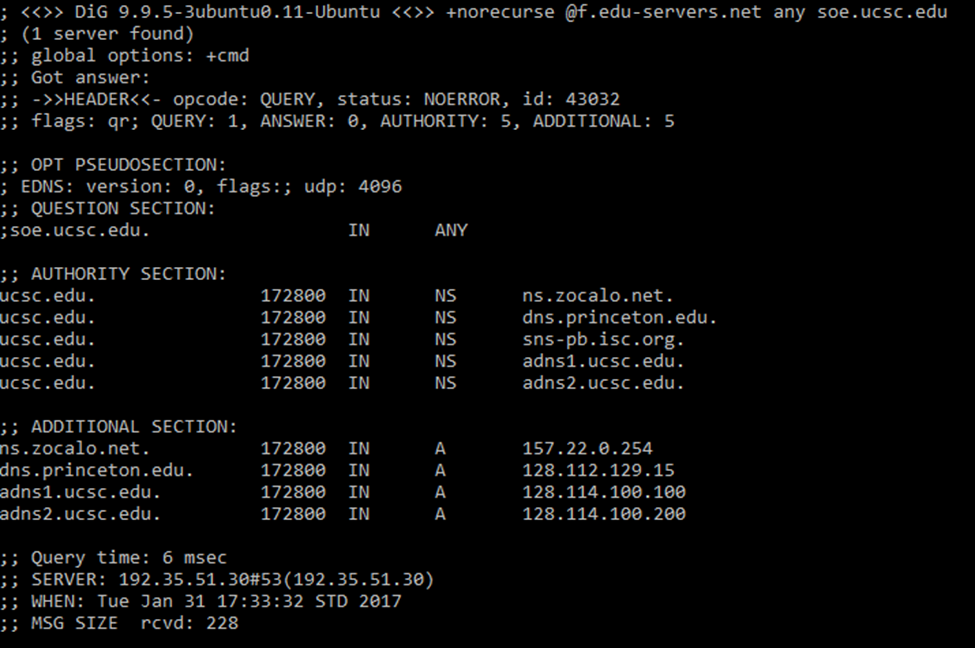 ; <<>> DiG 9.9.5-3ubuntu0.11-Ubuntu <<>> +norecurse @f.edu-servers.net any soe.ucsc.edu
; (1 server found)
;; global options: +cmd
;; Got answer:
;; ->>HEADER<<- opcode: QUERY, status: NOERROR, id: 43032
;; flags: qr; QUERY: 1, ANSWER: 0, AUTHORITY: 5, ADDITIONAL: 5

;; OPT PSEUDOSECTION:
; EDNS: version: 0, flags:; udp: 4096
;; QUESTION SECTION:
;soe.ucsc.edu. IN ANY

;; AUTHORITY SECTION:
ucsc.edu. 172800 IN NS ns.zocalo.net.
ucsc.edu. 172800 IN NS dns.princeton.edu.
ucsc.edu. 172800 IN NS sns-pb.isc.org.
ucsc.edu. 172800 IN NS adns1.ucsc.edu.
ucsc.edu. 172800 IN NS adns2.ucsc.edu.

;; ADDITIONAL SECTION:
ns.zocalo.net. 172800 IN A 157.22.0.254
dns.princeton.edu. 172800 IN A 128.112.129.15
adns1.ucsc.edu. 172800 IN A 128.114.100.100
adns2.ucsc.edu. 172800 IN A 128.114.100.200

;; Query time: 6 msec
;; SERVER: 192.35.51.30#53(192.35.51.30)
;; WHEN: Tue Jan 31 17:33:32 STD 2017
;; MSG SIZE rcvd: 228